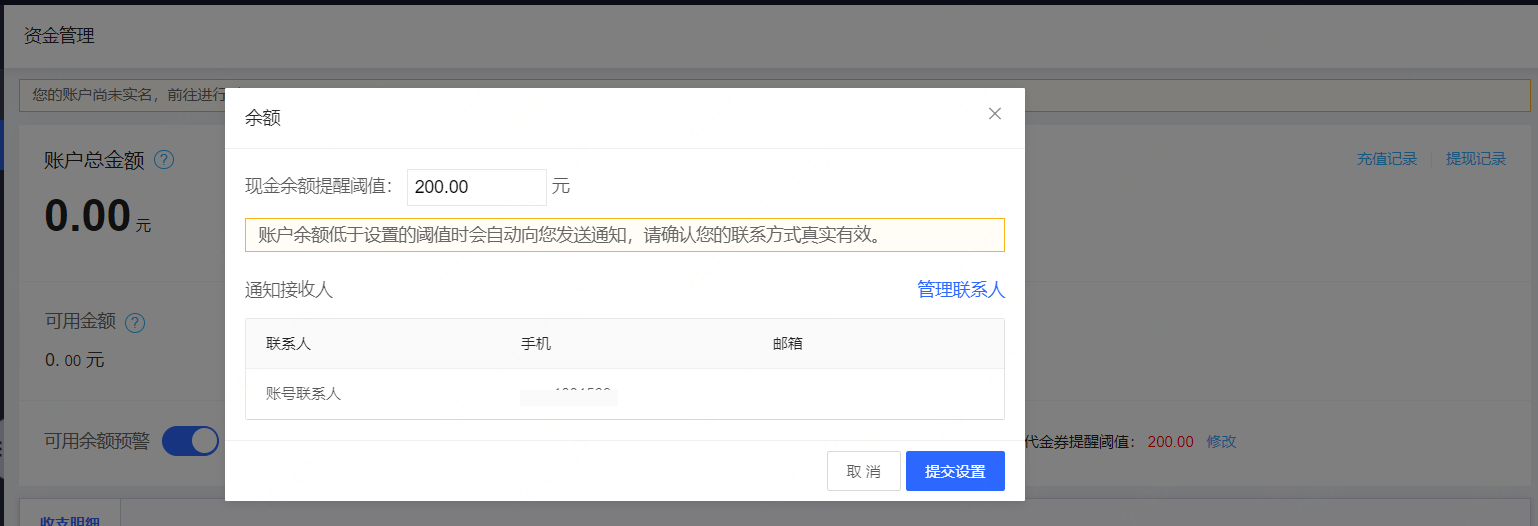 资金管理
您的账户尚未实名，前往进行
余额
账户总金额 ?
充值记录 提现记录
现金余额提醒阈值： 200.00 元
0.00 元
账户余额低于设置的阈值时会自动向您发送通知，请确认您的联系方式真实有效。
通知接收人 管理联系人
可用金额 ?
联系人 手机 邮箱
0.00 元
账号联系人
可用余额预警
代金券提醒阈值： 200.00 修改
取 消 提交设置
收支明细